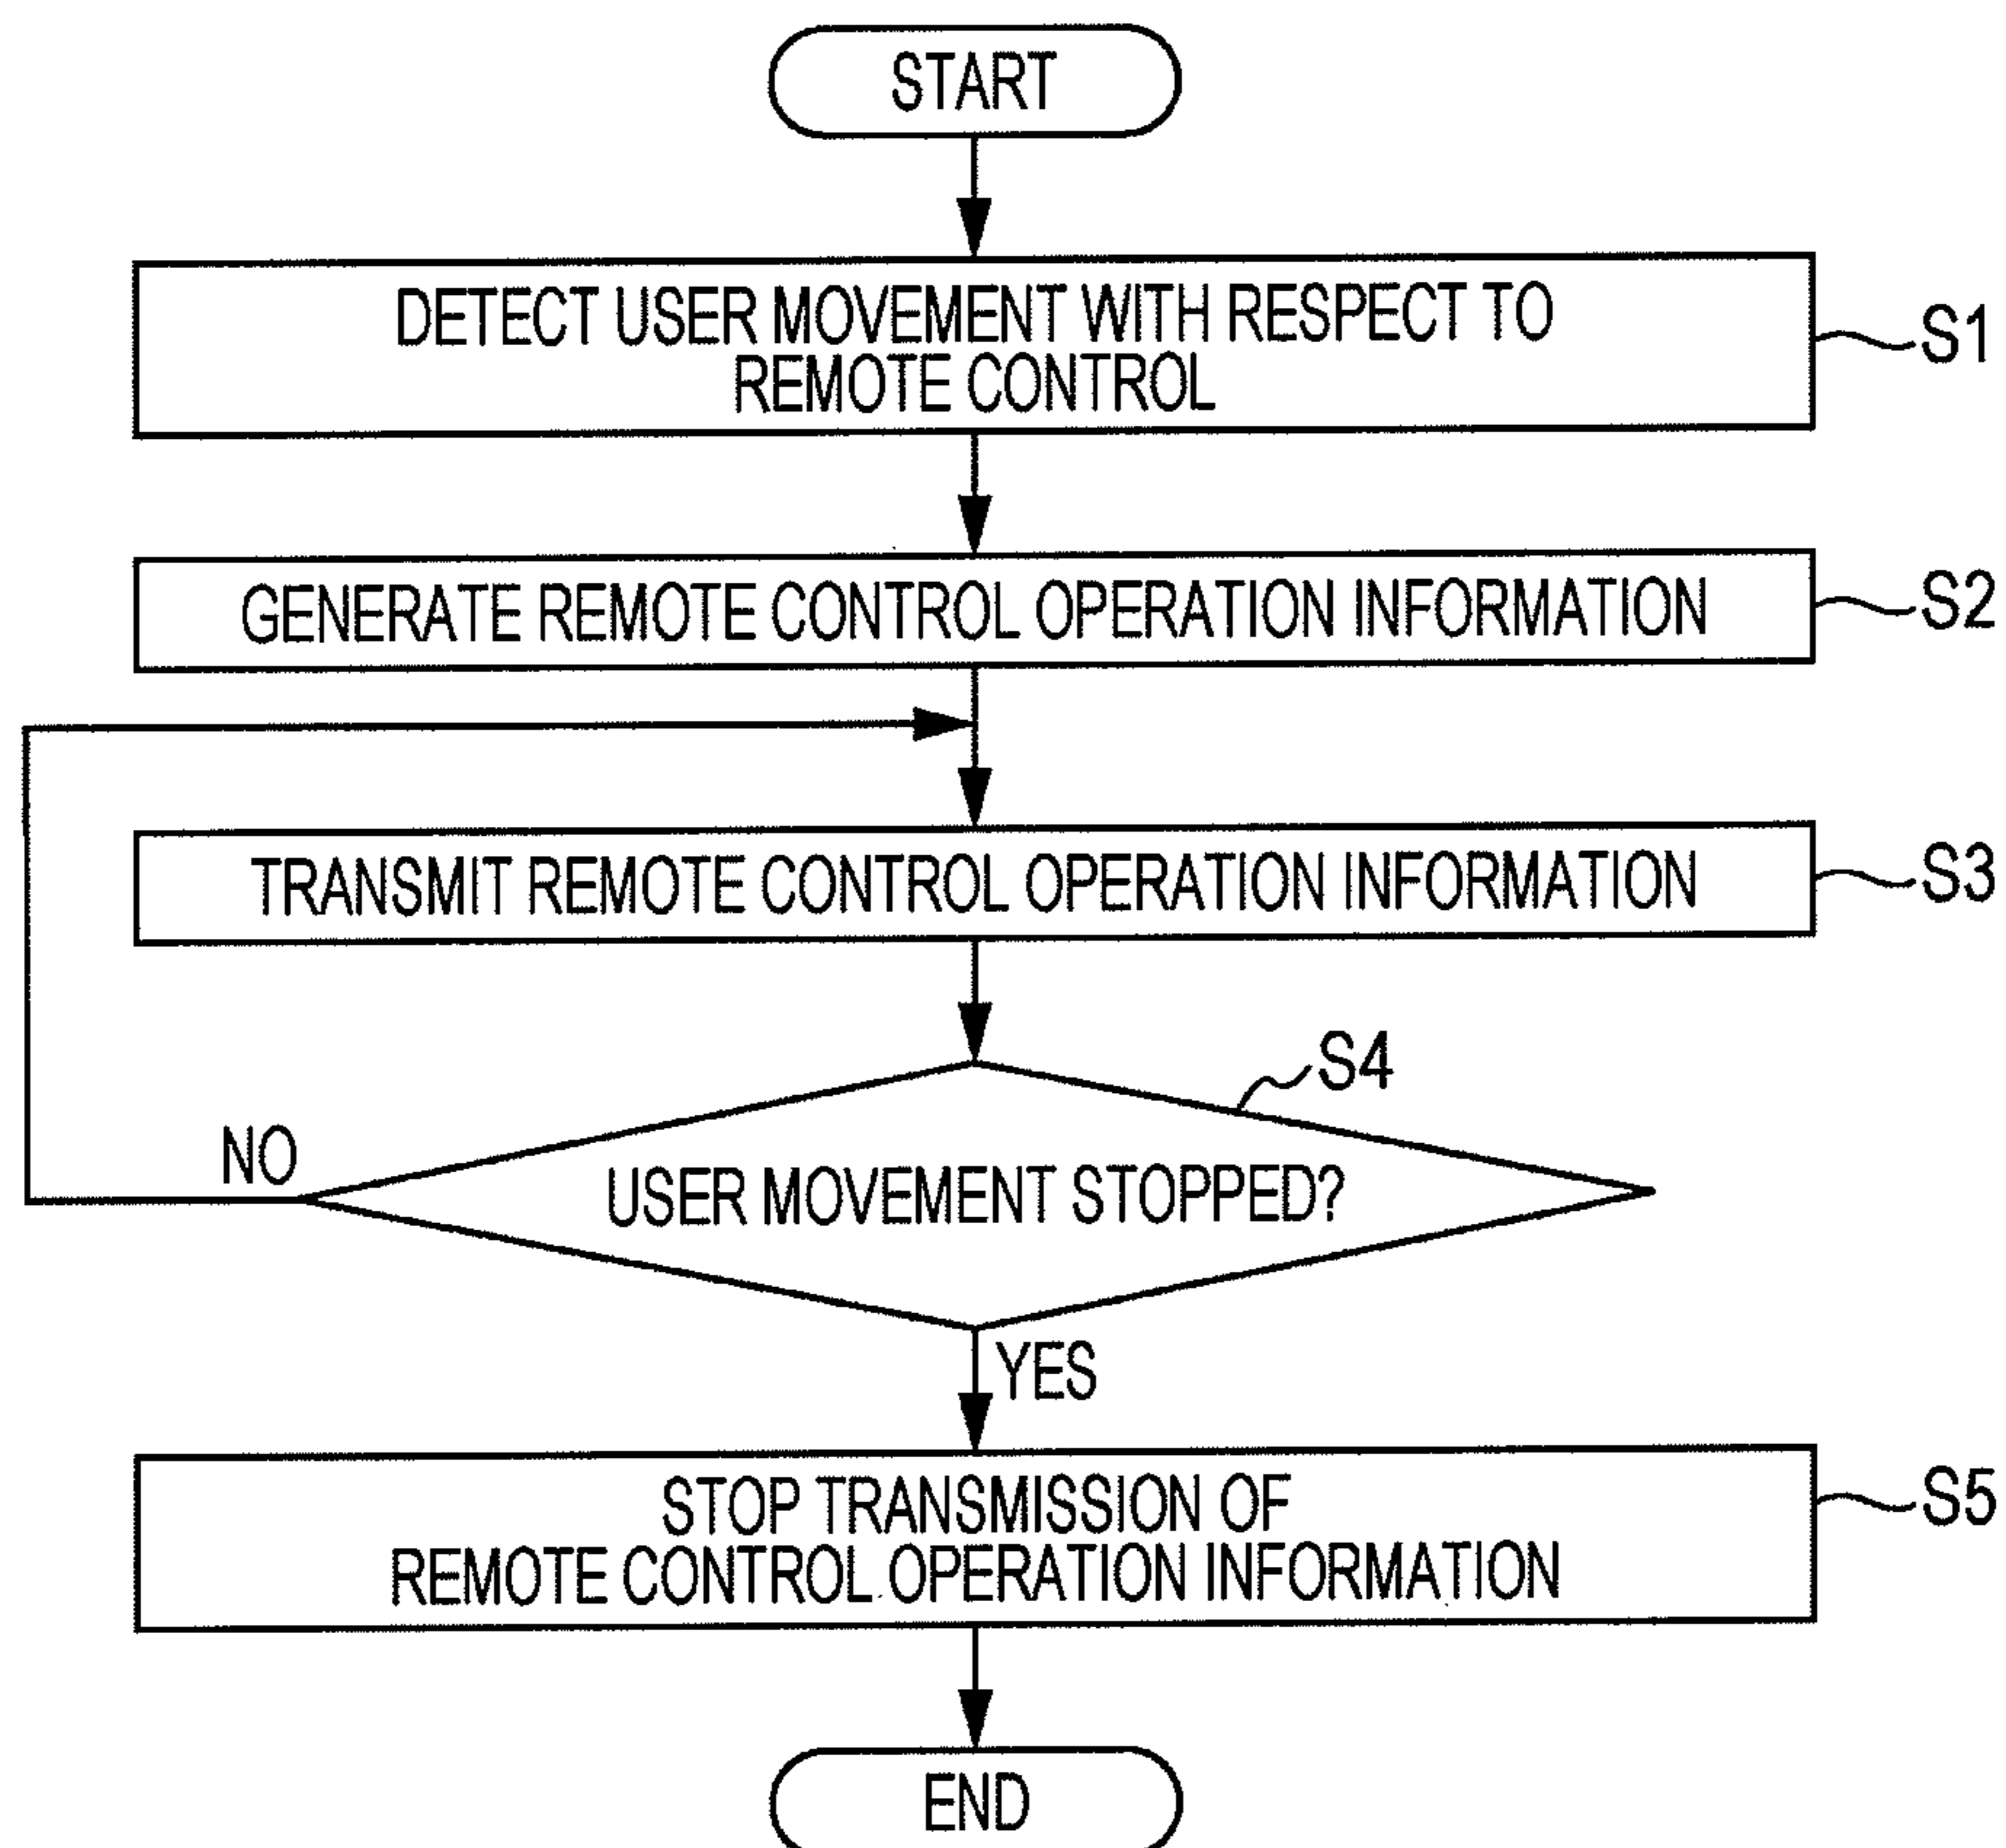 START
DETECT USER MOVEMENT WITH RESPECT TO
REMOTE CONTROL
S1
GENERATE REMOTE CONTROL OPERATION INFORMATION
S2
TRANSMIT REMOTE CONTROL OPERATION INFORMATION
S3
S4
NO
USER MOVEMENT STOPPED?
YES
STOP TRANSMISSION OF
REMOTE CONTROL OPERATION INFORMATION
S5
END